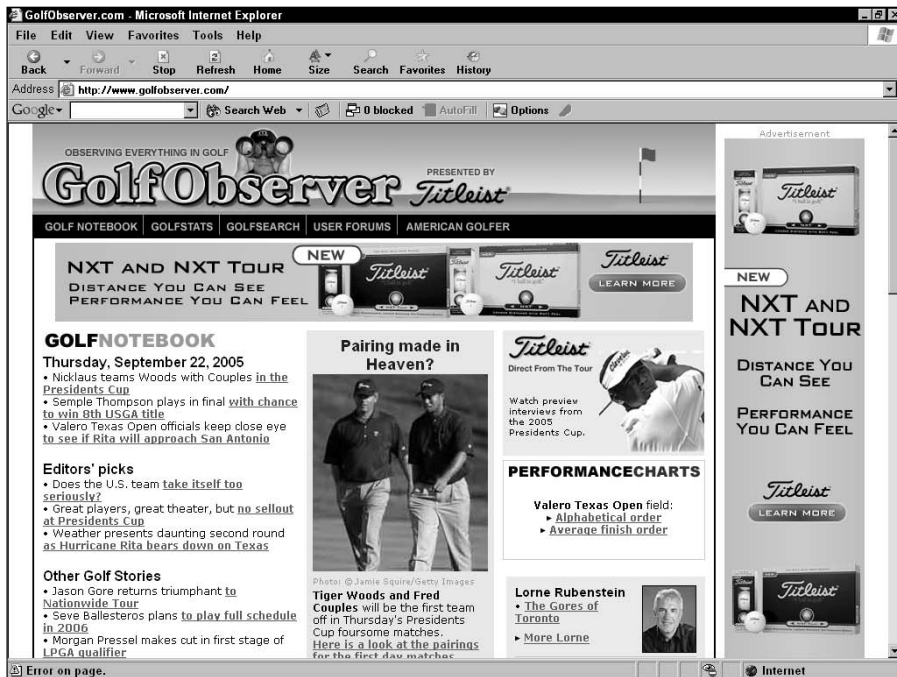 GolfObserver.com - Microsoft Internet Explorer
File Edit View Favorites Tools Help
Back Forward Stop Refresh Home Size Search Favorites History
Address http://www.golfobserver.com/
Google Search Web 0 blocked AutoFill Options
OBSERVING EVERYTHING IN GOLF
GolfObserver
PRESENTED BY
Titleist
GOLF NOTEBOOK GOLFSTATS GOLFSEARCH USER FORUMS AMERICAN GOLFER
NXT AND NXT TOUR
DISTANCE YOU CAN SEE
PERFORMANCE YOU CAN FEEL
NEW
Titleist
Titleist
Titleist
LEARN MORE
GOLFNOTEBOOK
Thursday, September 22, 2005
• Nicklaus teams Woods with Couples in the
Presidents Cup
• Semple Thompson plays in final with chance
to win 8th USGA title
• Valero Texas Open officials keep close eye
to see if Rita will approach San Antonio
Editors' picks
• Does the U.S. team take itself too
seriously?
• Great players, great theater, but no sellout
at Presidents Cup
• Weather presents daunting second round
as Hurricane Rita bears down on Texas
Other Golf Stories
• Jason Gore returns triumphant to
Nationwide Tour
• Seve Ballesteros plans to play full schedule
in 2006
• Morgan Pressel makes cut in first stage of
LPGA qualifier
Pairing made in
Heaven?
Photo: © Jamie Squire/Getty Images
Tiger Woods and Fred
Couples will be the first team
off in Thursday's Presidents
Cup foursome matches.
Here is a look at the pairings
for the first day matches
Titleist
Direct From The Tour
Watch preview
interviews from
the 2005
Presidents Cup.
PERFORMANCECHARTS
Valero Texas Open field:
▸ Alphabetical order
▸ Average finish order
Lorne Rubenstein
• The Gores of
Toronto
▸ More Lorne
Advertisement
Titleist
NEW
NXT AND
NXT TOUR
DISTANCE YOU
CAN SEE
PERFORMANCE
YOU CAN FEEL
Titleist
LEARN MORE
Titleist
Error on page.
Internet